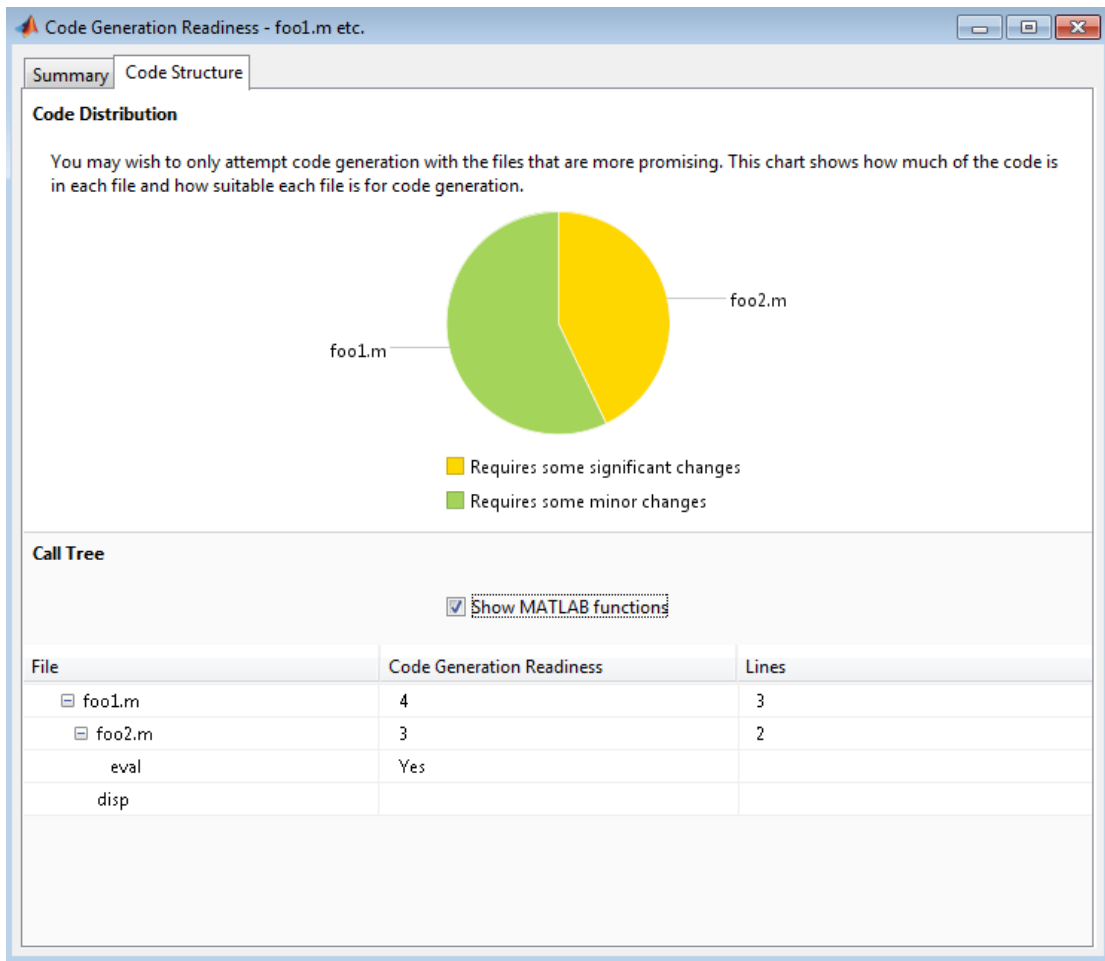 Code Generation Readiness - foo1.m etc.
Summary
Code Structure
Code Distribution
You may wish to only attempt code generation with the files that are more promising. This chart shows how much of the code is
in each file and how suitable each file is for code generation.
foo2.m
foo1.m
Requires some significant changes
Requires some minor changes
Call Tree
Show MATLAB functions
File Code Generation Readiness Lines
foo1.m 4 3
foo2.m 3 2
eval Yes
disp